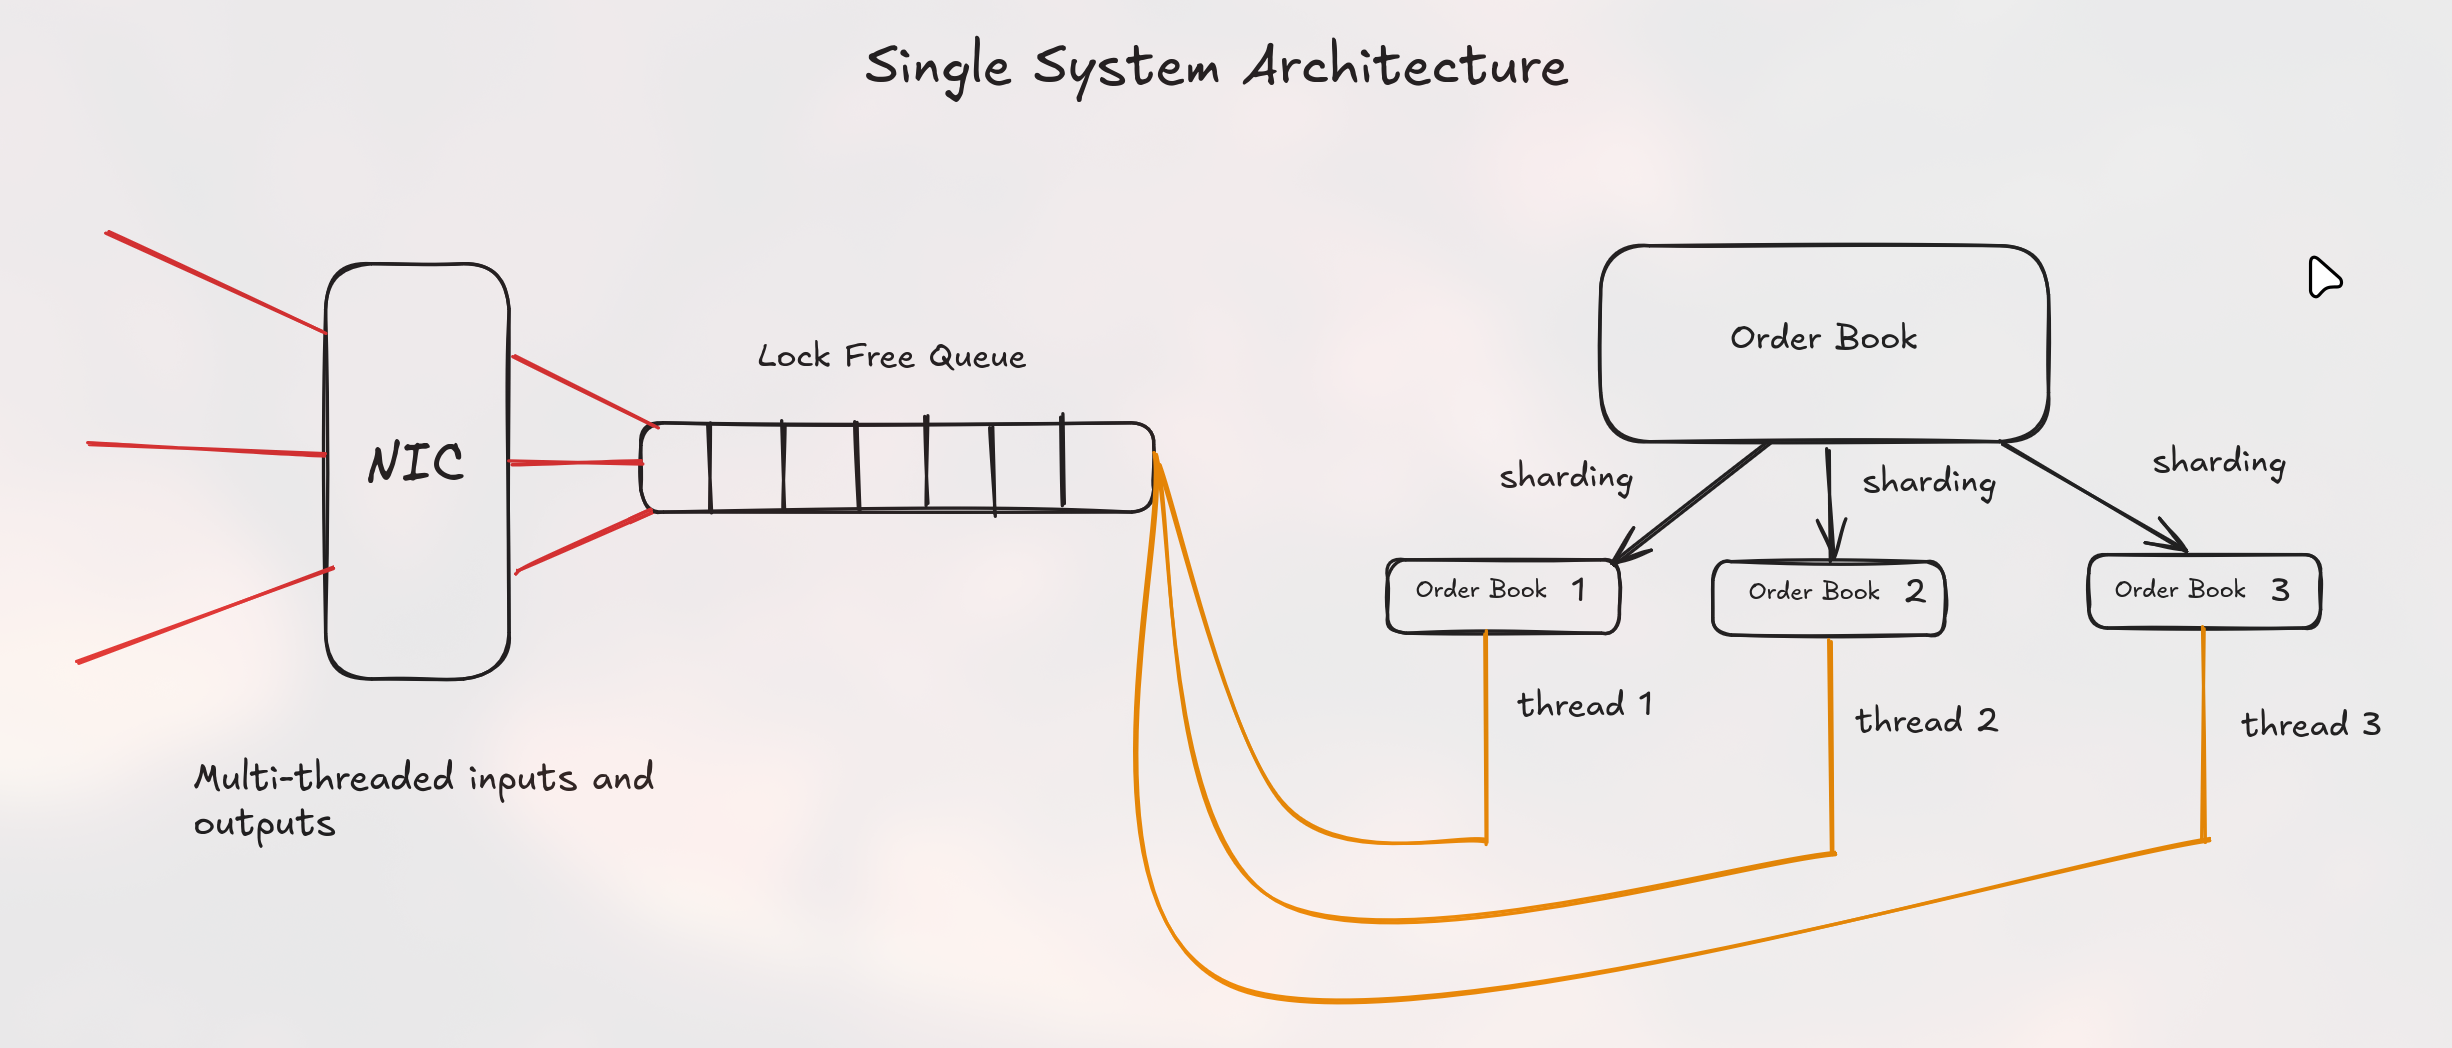 Single System Architecture
NIC
Lock Free Queue
Multi-threaded inputs and
outputs
Order Book
sharding
sharding
sharding
Order Book 1
Order Book 2
Order Book 3
thread 1
thread 2
thread 3